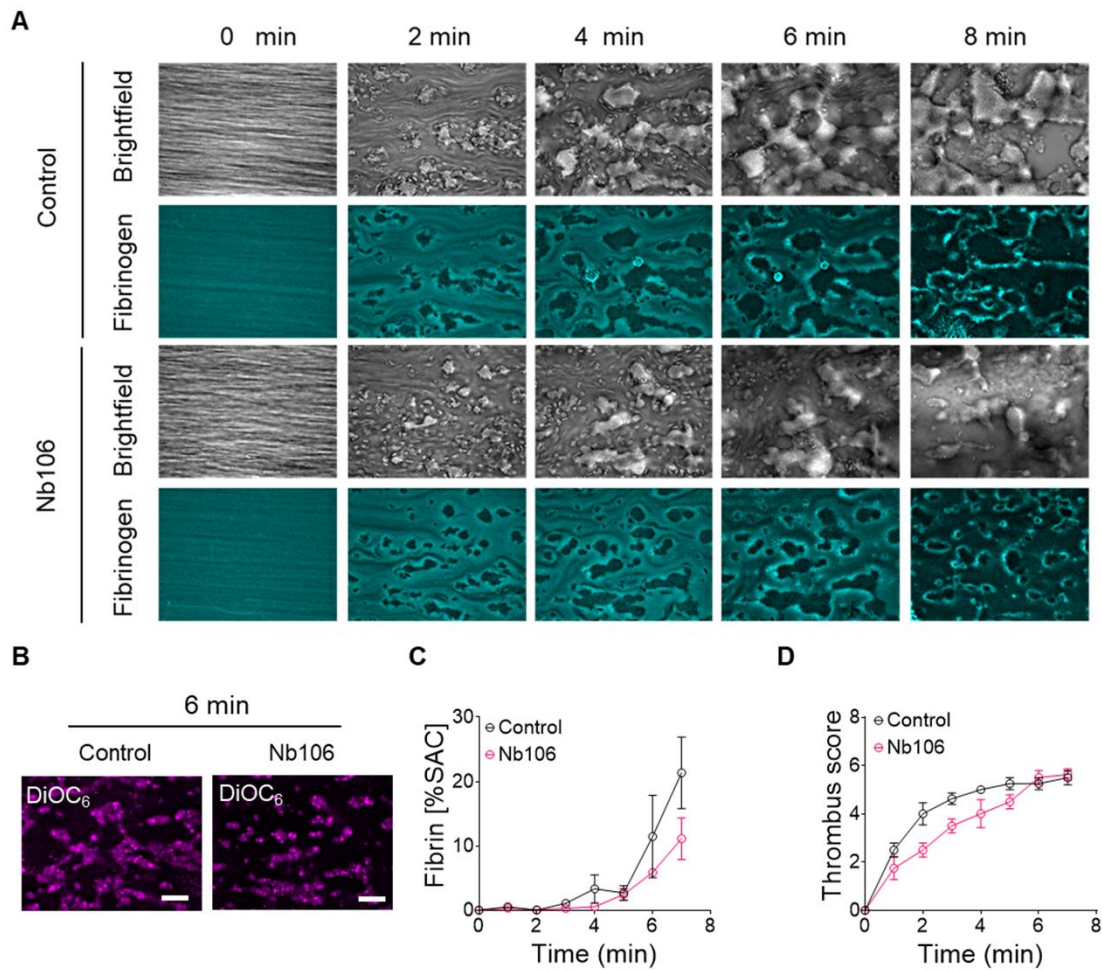 A
0 min 2 min 4 min 6 min 8 min
Control
Brightfield
Fibrinogen
Nb106
Brightfield
Fibrinogen
B
6 min
Control Nb106
DiOC6 DiOC6
C
Fibrin [%SAC]
30
20
10
0
Control
Nb106
0 2 4 6 8
Time (min)
D
Thrombus score
8
6
4
2
0
Control
Nb106
0 2 4 6 8
Time (min)